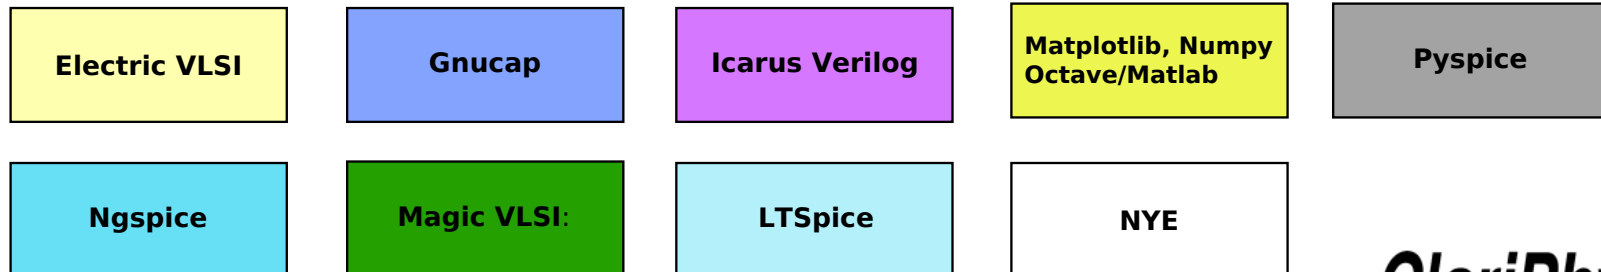 Electric VLSI
Gnucap
Icarus Verilog
Matplotlib, Numpy
Octave/Matlab
Pyspice
Ngspice
Magic VLSI:
LTSpice
NYE